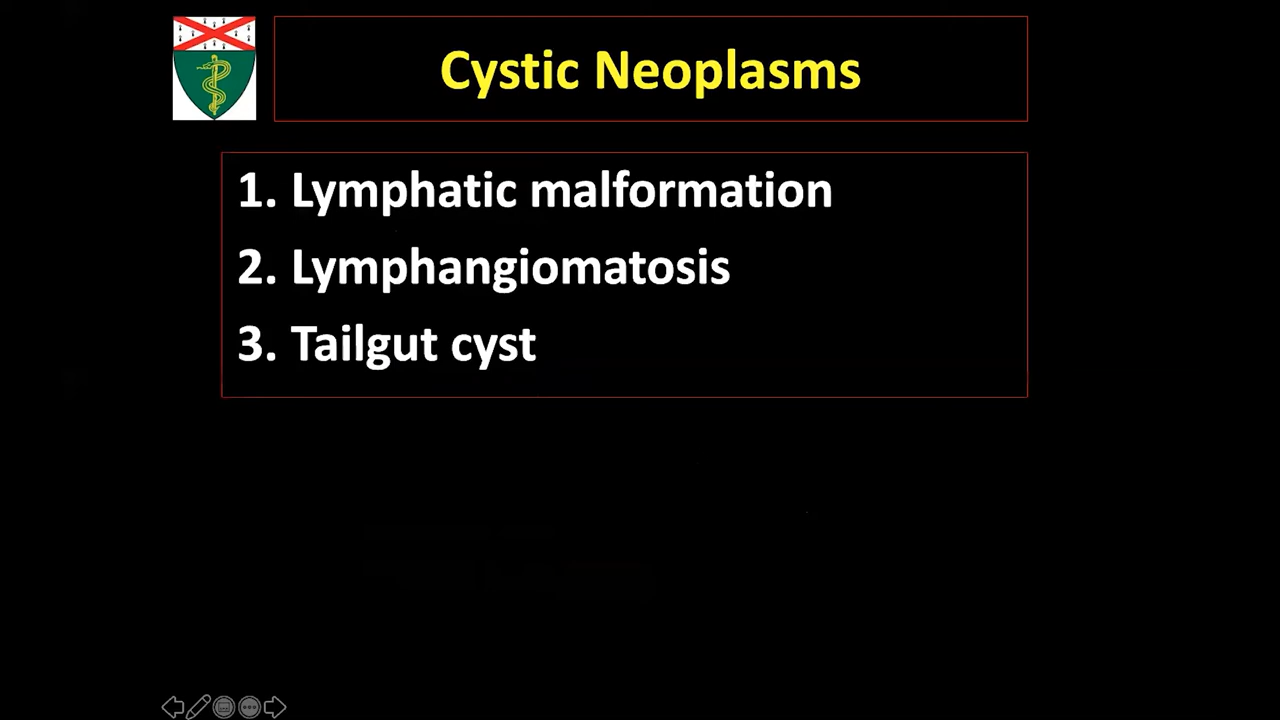 Cystic Neoplasms
1. Lymphatic malformation
2. Lymphangiomatosis
3. Tailgut cyst